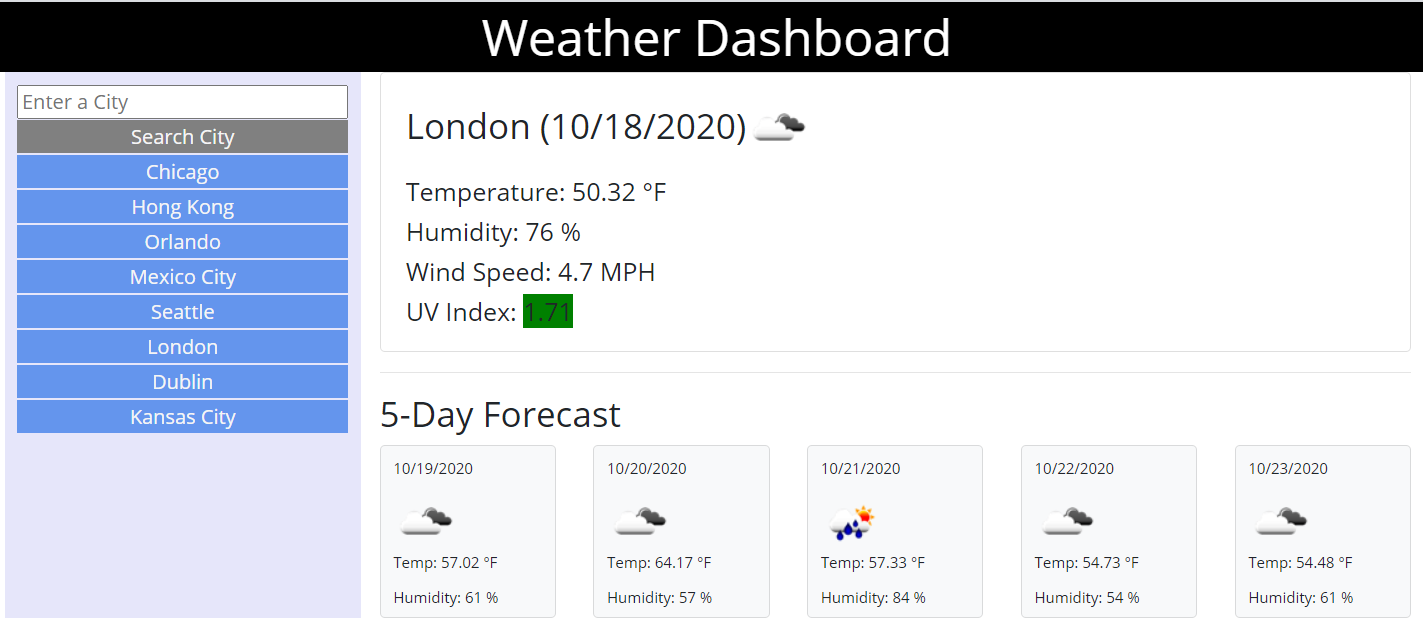 Weather Dashboard
Enter a City
Search City
Chicago
Hong Kong
Orlando
Mexico City
Seattle
London
Dublin
Kansas City
London (10/18/2020)
Temperature: 50.32 °F
Humidity: 76 %
Wind Speed: 4.7 MPH
UV Index: 1.71
5-Day Forecast
10/19/2020
Temp: 57.02 °F
Humidity: 61 %
10/20/2020
Temp: 64.17 °F
Humidity: 57 %
10/21/2020
Temp: 57.33 °F
Humidity: 84 %
10/22/2020
Temp: 54.73 °F
Humidity: 54 %
10/23/2020
Temp: 54.48 °F
Humidity: 61 %